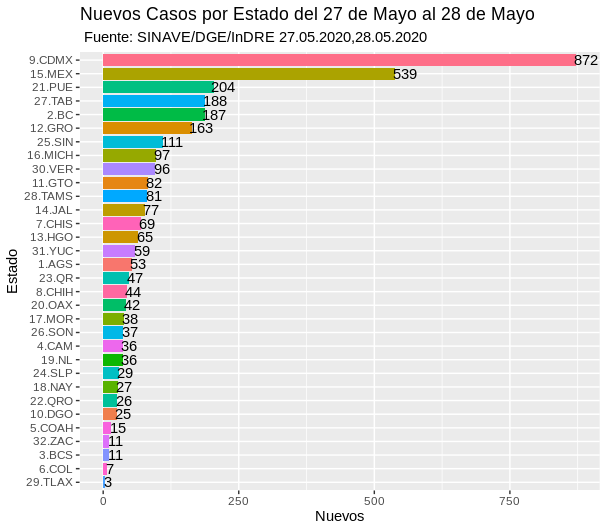 Nuevos Casos por Estado del 27 de Mayo al 28 de Mayo
Fuente: SINAVE/DGE/InDRE 27.05.2020,28.05.2020
9.CDMX 872
15.MEX 539
21.PUE 204
27.TAB 188
2.BC 187
12.GRO 163
25.SIN 111
16.MICH 97
30.VER 96
11.GTO 82
28.TAMS 81
14.JAL 77
7.CHIS 69
13.HGO 65
31.YUC 59
1.AGS 53
23.QR 47
8.CHIH 44
20.OAX 42
17.MOR 38
26.SON 37
4.CAM 36
19.NL 36
24.SLP 29
18.NAY 27
22.QRO 26
10.DGO 25
5.COAH 15
32.ZAC 11
3.BCS 11
6.COL 7
29.TLAX 3
Estado
0 250 500 750
Nuevos